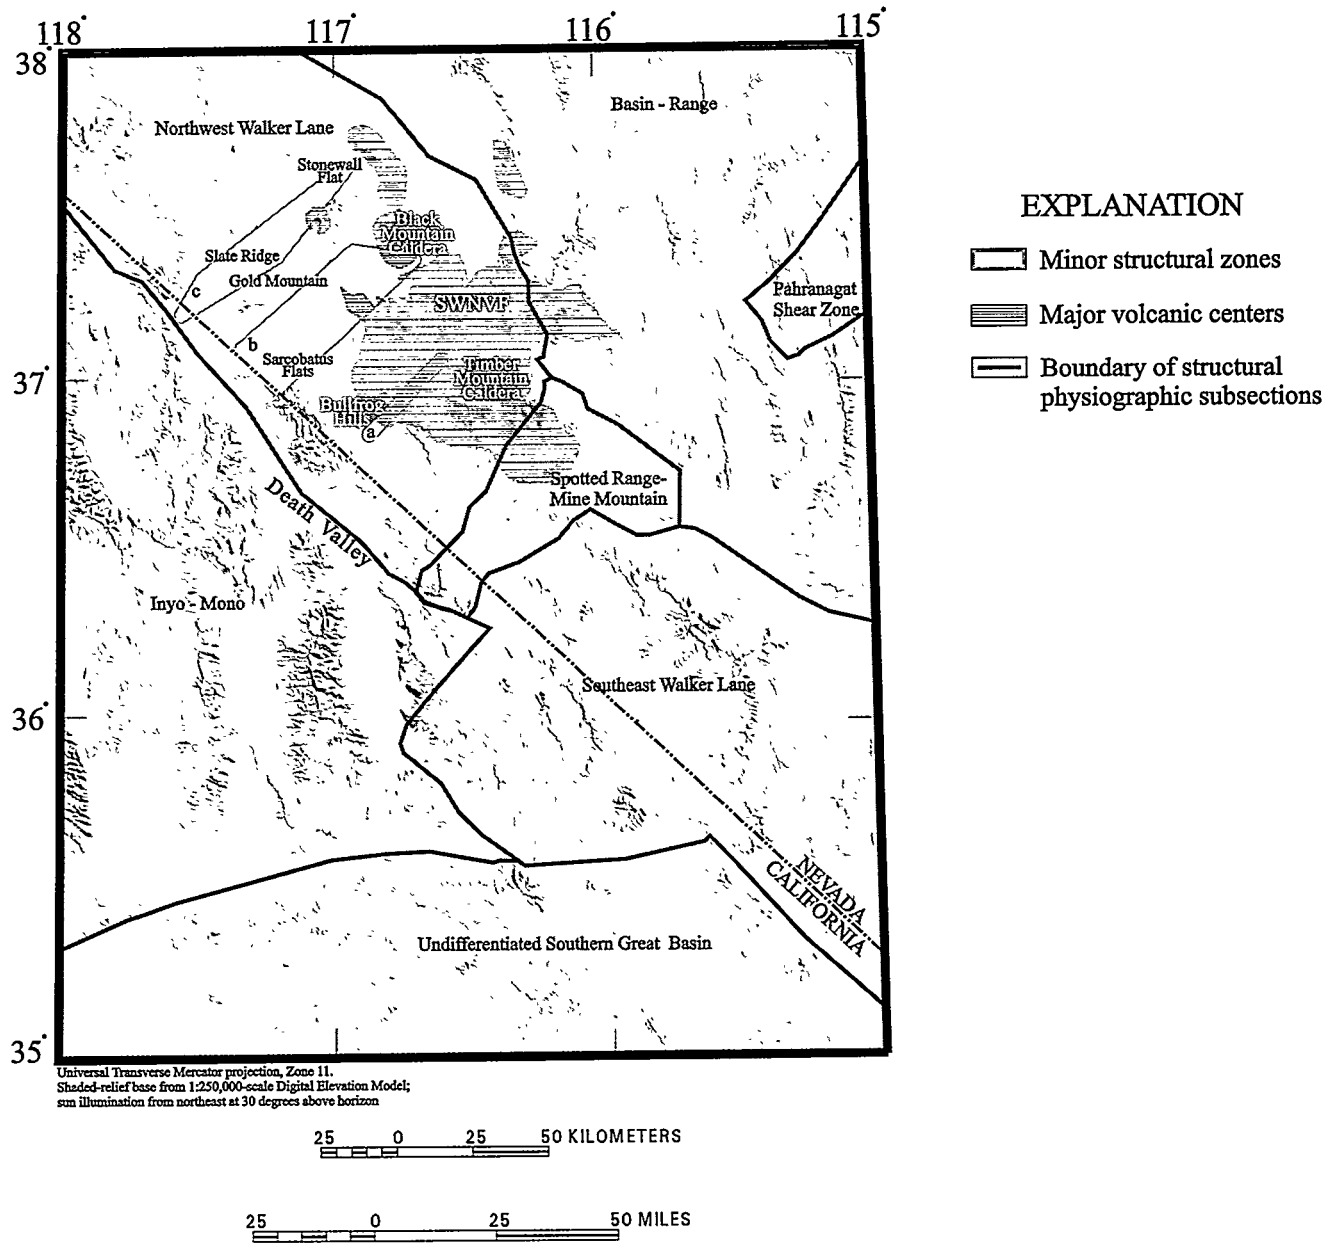 118°
117°
116°
115°
38°
Basin - Range
Northwest Walker Lane
Stonewall
Flat
Black
Mountain
Caldera
Slate Ridge
Gold Mountain
c
SWNVF
Pahranagat
Shear Zone
b
Sarcobatus
Flats
37°
Timber
Mountain
Caldera
Bullfrog
Hills
a
Spotted Range-
Mine Mountain
Death Valley
Inyo - Mono
Southeast Walker Lane
36°
NEVADA
CALIFORNIA
Undifferentiated Southern Great Basin
35°
EXPLANATION
Minor structural zones
Major volcanic centers
Boundary of structural
physiographic subsections
Universal Transverse Mercator projection, Zone 11.
Shaded-relief base from 1:250,000-scale Digital Elevation Model;
sun illumination from northeast at 30 degrees above horizon
25 0 25 50 KILOMETERS
25 0 25 50 MILES